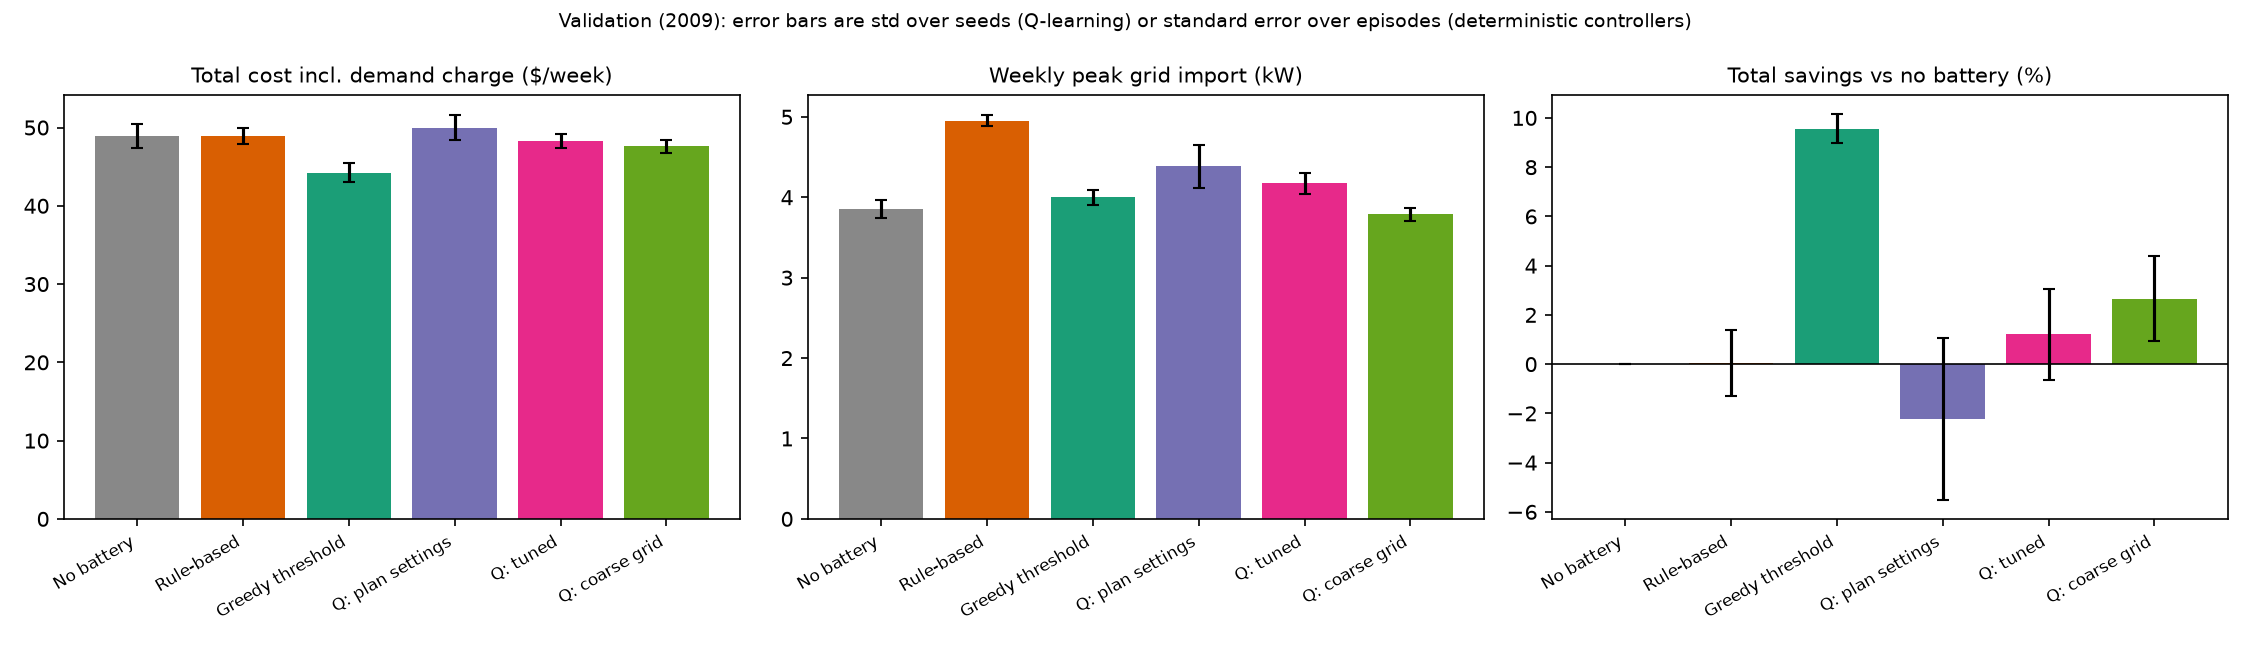 Validation (2009): error bars are std over seeds (Q-learning) or standard error over episodes (deterministic controllers)
Total cost incl. demand charge ($/week)
50
40
30
20
10
0
No battery
Rule-based
Greedy threshold
Q: plan settings
Q: tuned
Q: coarse grid
Weekly peak grid import (kW)
5
4
3
2
1
0
No battery
Rule-based
Greedy threshold
Q: plan settings
Q: tuned
Q: coarse grid
Total savings vs no battery (%)
10
8
6
4
2
0
−2
−4
−6
No battery
Rule-based
Greedy threshold
Q: plan settings
Q: tuned
Q: coarse grid